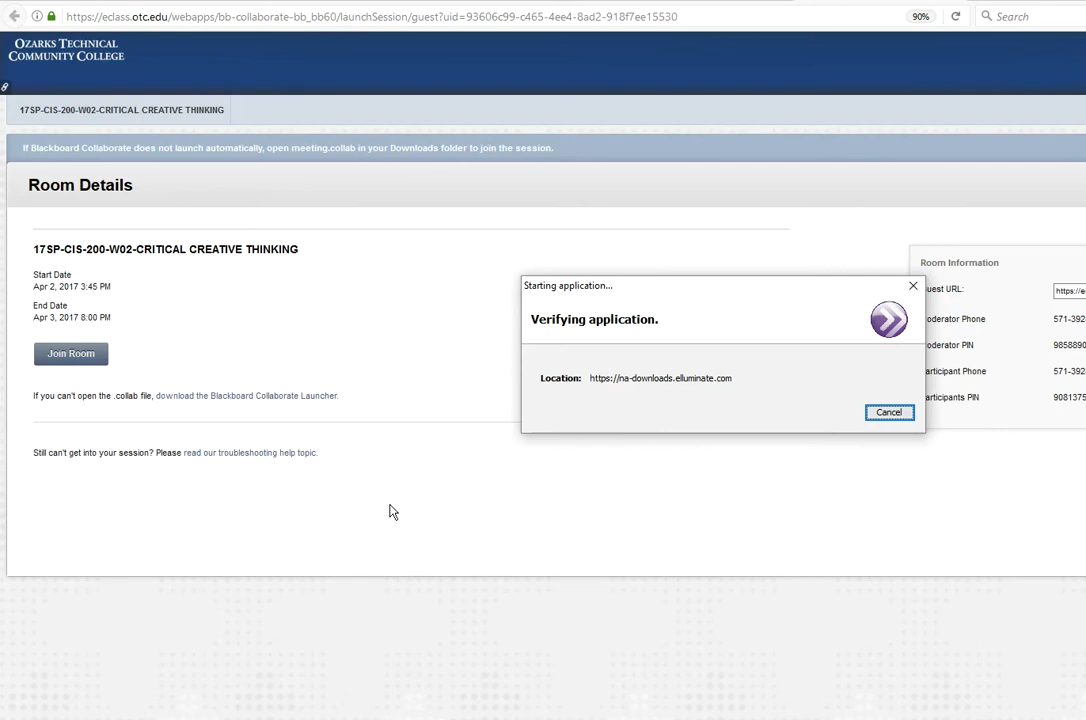 https://eclass.otc.edu/webapps/bb-collaborate-bb_bb60/launchSession/guest?uid=93606c99-c465-4ee4-8ad2-918f7ee15530
90%
Search
OZARKS TECHNICAL
COMMUNITY COLLEGE
17SP-CIS-200-W02-CRITICAL CREATIVE THINKING
If Blackboard Collaborate does not launch automatically, open meeting.collab in your Downloads folder to join the session.
Room Details
17SP-CIS-200-W02-CRITICAL CREATIVE THINKING
Start Date
Apr 2, 2017 3:45 PM
End Date
Apr 3, 2017 8:00 PM
Join Room
If you can't open the .collab file, download the Blackboard Collaborate Launcher.
Still can't get into your session? Please read our troubleshooting help topic.
Starting application...
Verifying application.
Location: https://na-downloads.elluminate.com
Cancel
Room Information
uest URL: https://e
oderator Phone 571-392
oderator PIN 9858890
articipant Phone 571-392
articipants PIN 9081375